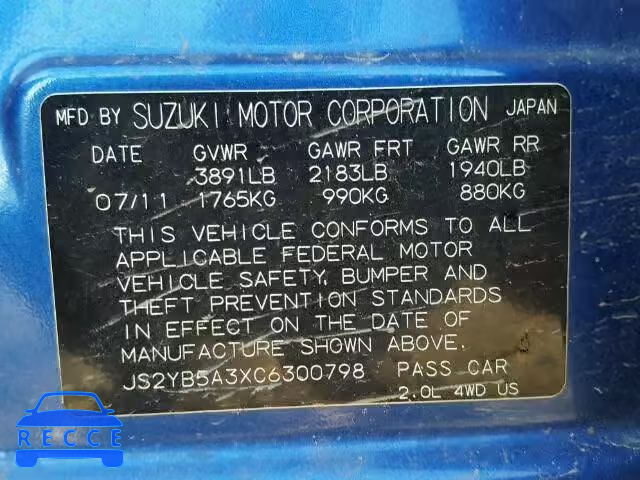 MFD BY SUZUKI MOTOR CORPORATION JAPAN
DATE GVWR GAWR FRT GAWR RR
3891LB 2183LB 1940LB
07/11 1765KG 990KG 880KG
THIS VEHICLE CONFORMS TO ALL
APPLICABLE FEDERAL MOTOR
VEHICLE SAFETY, BUMPER AND
THEFT PREVENTION STANDARDS
IN EFFECT ON THE DATE OF
MANUFACTURE SHOWN ABOVE.
JS2YB5A3XC6300798 PASS CAR
2.0L 4WD US
RECCE